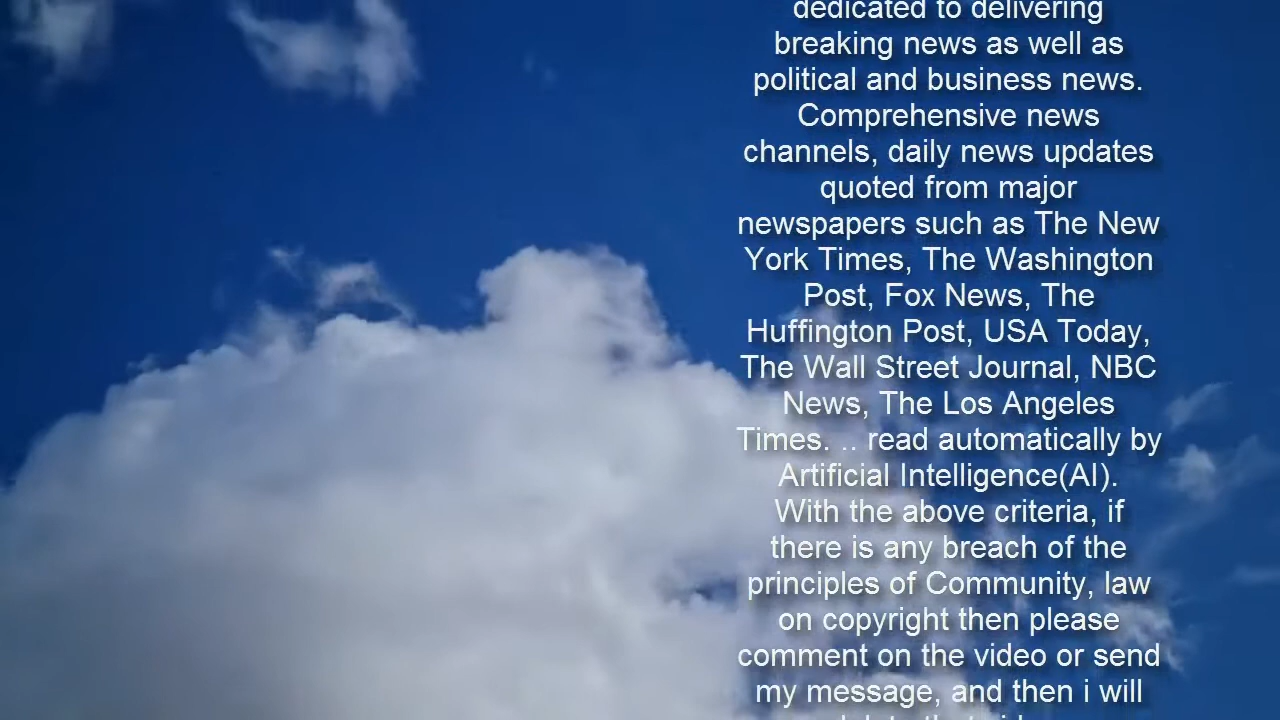 dedicated to delivering
breaking news as well as
political and business news.
Comprehensive news
channels, daily news updates
quoted from major
newspapers such as The New
York Times, The Washington
Post, Fox News, The
Huffington Post, USA Today,
The Wall Street Journal, NBC
News, The Los Angeles
Times. .. read automatically by
Artificial Intelligence(AI).
With the above criteria, if
there is any breach of the
principles of Community, law
on copyright then please
comment on the video or send
my message, and then i will